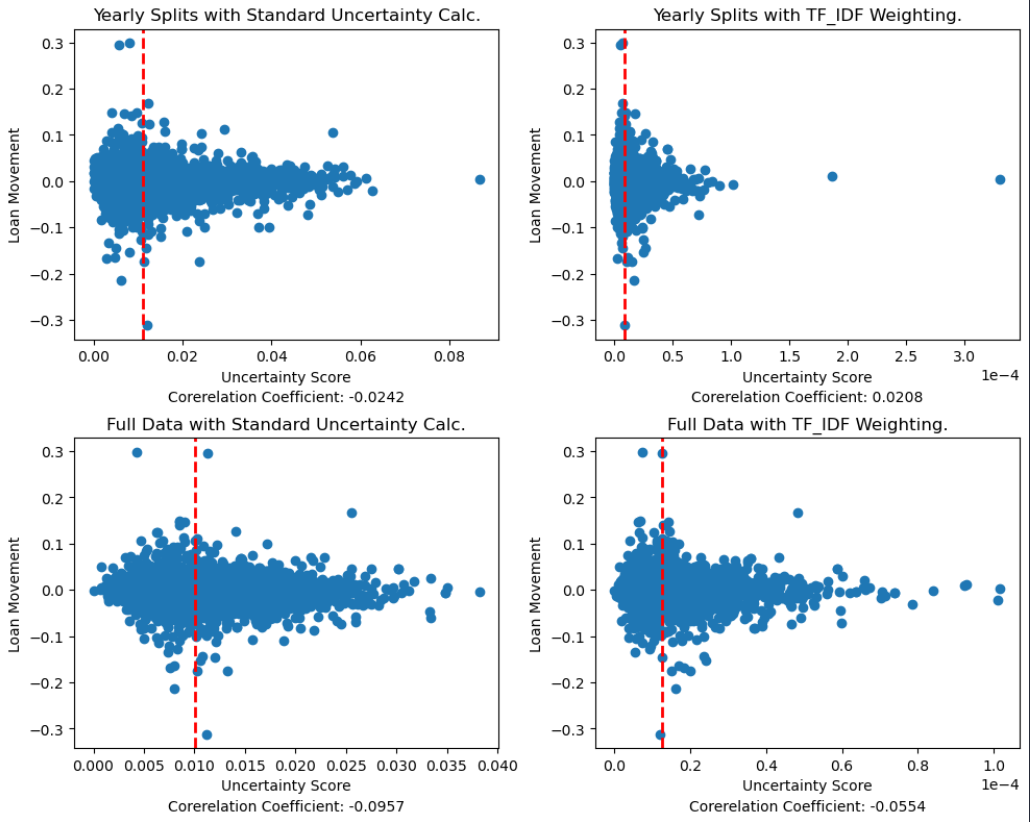 Yearly Splits with Standard Uncertainty Calc.
0.3
0.2
0.1
0.0
−0.1
−0.2
−0.3
Loan Movement
0.00 0.02 0.04 0.06 0.08
Uncertainty Score
Corerelation Coefficient: -0.0242
Yearly Splits with TF_IDF Weighting.
0.3
0.2
0.1
0.0
−0.1
−0.2
−0.3
Loan Movement
0.0 0.5 1.0 1.5 2.0 2.5 3.0
1e−4
Uncertainty Score
Corerelation Coefficient: 0.0208
Full Data with Standard Uncertainty Calc.
0.3
0.2
0.1
0.0
−0.1
−0.2
−0.3
Loan Movement
0.000 0.005 0.010 0.015 0.020 0.025 0.030 0.035 0.040
Uncertainty Score
Corerelation Coefficient: -0.0957
Full Data with TF_IDF Weighting.
0.3
0.2
0.1
0.0
−0.1
−0.2
−0.3
Loan Movement
0.0 0.2 0.4 0.6 0.8 1.0
1e−4
Uncertainty Score
Corerelation Coefficient: -0.0554